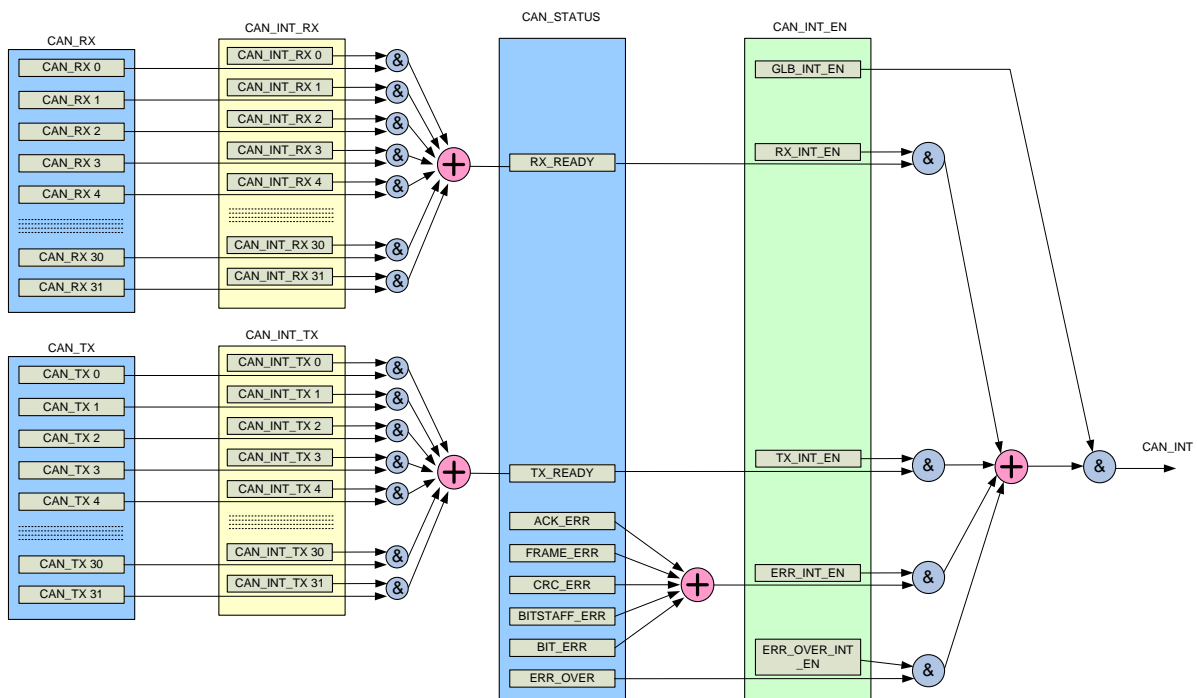 CAN_RX
CAN_RX 0
CAN_RX 1
CAN_RX 2
CAN_RX 3
CAN_RX 4
CAN_RX 30
CAN_RX 31
CAN_INT_RX
CAN_INT_RX 0
CAN_INT_RX 1
CAN_INT_RX 2
CAN_INT_RX 3
CAN_INT_RX 4
CAN_INT_RX 30
CAN_INT_RX 31
&
&
&
&
&
&
&
+
CAN_TX
CAN_TX 0
CAN_TX 1
CAN_TX 2
CAN_TX 3
CAN_TX 4
CAN_TX 30
CAN_TX 31
CAN_INT_TX
CAN_INT_TX 0
CAN_INT_TX 1
CAN_INT_TX 2
CAN_INT_TX 3
CAN_INT_TX 4
CAN_INT_TX 30
CAN_INT_TX 31
&
&
&
&
&
&
&
+
CAN_STATUS
RX_READY
TX_READY
ACK_ERR
FRAME_ERR
CRC_ERR
BITSTAFF_ERR
BIT_ERR
ERR_OVER
+
CAN_INT_EN
GLB_INT_EN
RX_INT_EN
TX_INT_EN
ERR_INT_EN
ERR_OVER_INT
_EN
&
&
&
&
+
&
CAN_INT